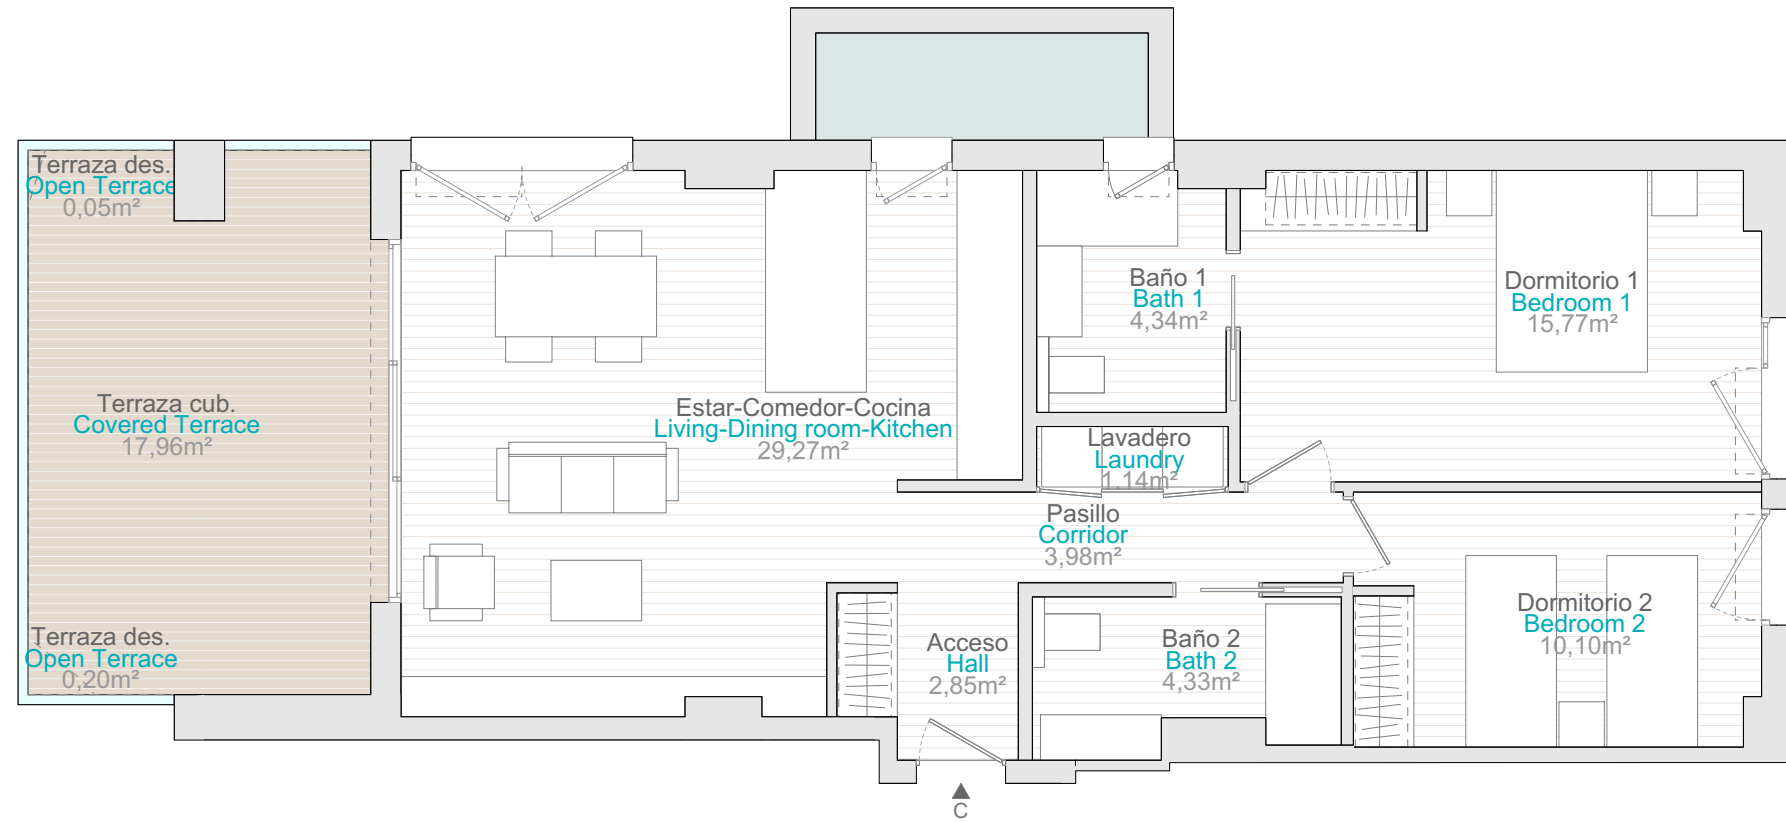 Terraza des.
Open Terrace
0,05m²
Terraza cub.
Covered Terrace
17,96m²
Terraza des.
Open Terrace
0,20m²
Estar-Comedor-Cocina
Living-Dining room-Kitchen
29,27m²
Baño 1
Bath 1
4,34m²
Dormitorio 1
Bedroom 1
15,77m²
Lavadero
Laundry
1,14m²
Pasillo
Corridor
3,98m²
Acceso
Hall
2,85m²
Baño 2
Bath 2
4,33m²
Dormitorio 2
Bedroom 2
10,10m²
C